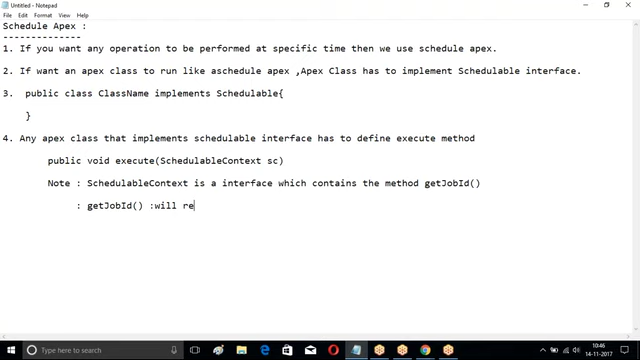 Untitled - Notepad
File Edit Format View Help
Schedule Apex :
--------------
1. If you want any operation to be performed at specific time then we use schedule apex.
2. If want an apex class to run like aschedule apex ,Apex Class has to implement Schedulable interface.
3. public class ClassName implements Schedulable{
}
4. Any apex class that implements schedulable interface has to define execute method
public void execute(SchedulableContext sc)
Note : SchedulableContext is a interface which contains the method getJobId()
: getJobId() :will re
Type here to search
10:46
14-11-2017